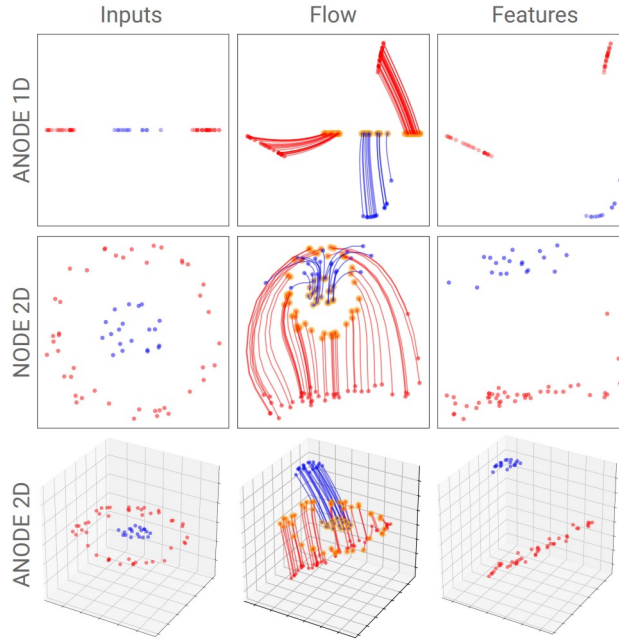 Inputs
Flow
Features
ANODE 1D
NODE 2D
ANODE 2D